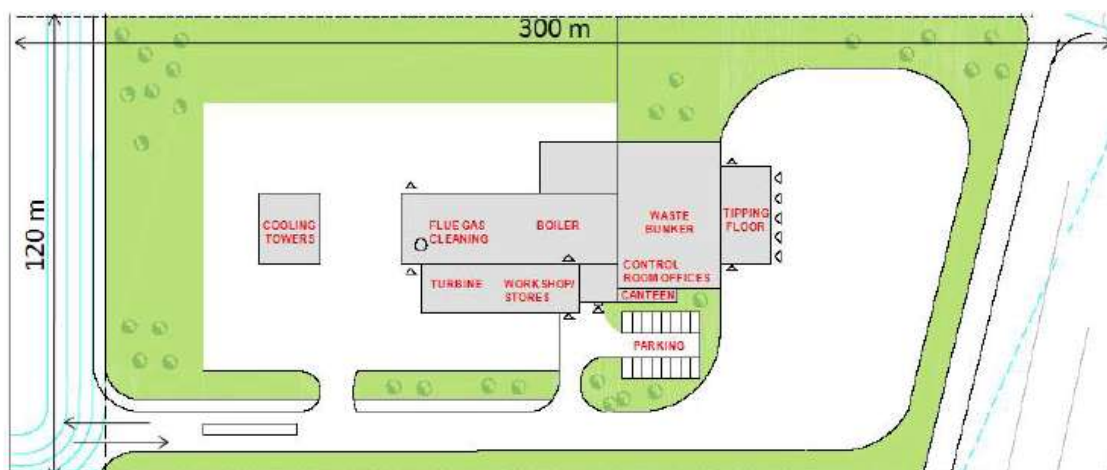 300 m
120 m
COOLING
TOWERS
FLUE GAS
CLEANING
BOILER
WASTE
BUNKER
TIPPING
FLOOR
TURBINE
WORKSHOP/
STORES
CONTROL
ROOM OFFICES
CANTEEN
PARKING